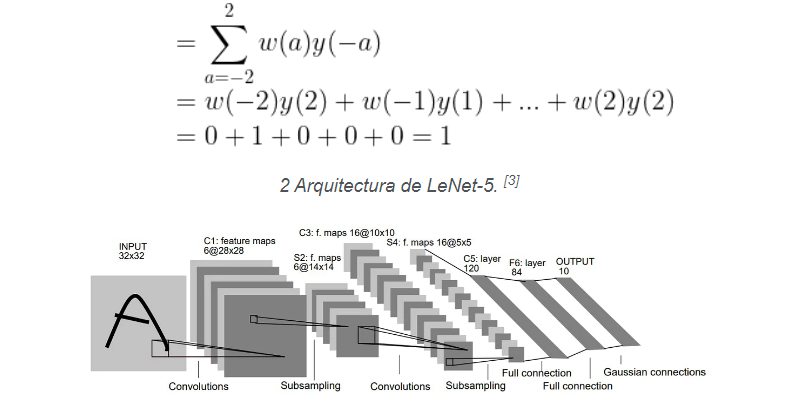 2
= ∑ w(a)y(−a)
a=−2
= w(−2)y(2) + w(−1)y(1) + ... + w(2)y(2)
= 0 + 1 + 0 + 0 + 0 = 1
2 Arquitectura de LeNet-5. [3]
INPUT
32x32
C1: feature maps
6@28x28
S2: f. maps
6@14x14
C3: f. maps 16@10x10
S4: f. maps 16@5x5
C5: layer
120
F6: layer
84
OUTPUT
10
Convolutions
Subsampling
Convolutions
Subsampling
Full connection
Full connection
Gaussian connections